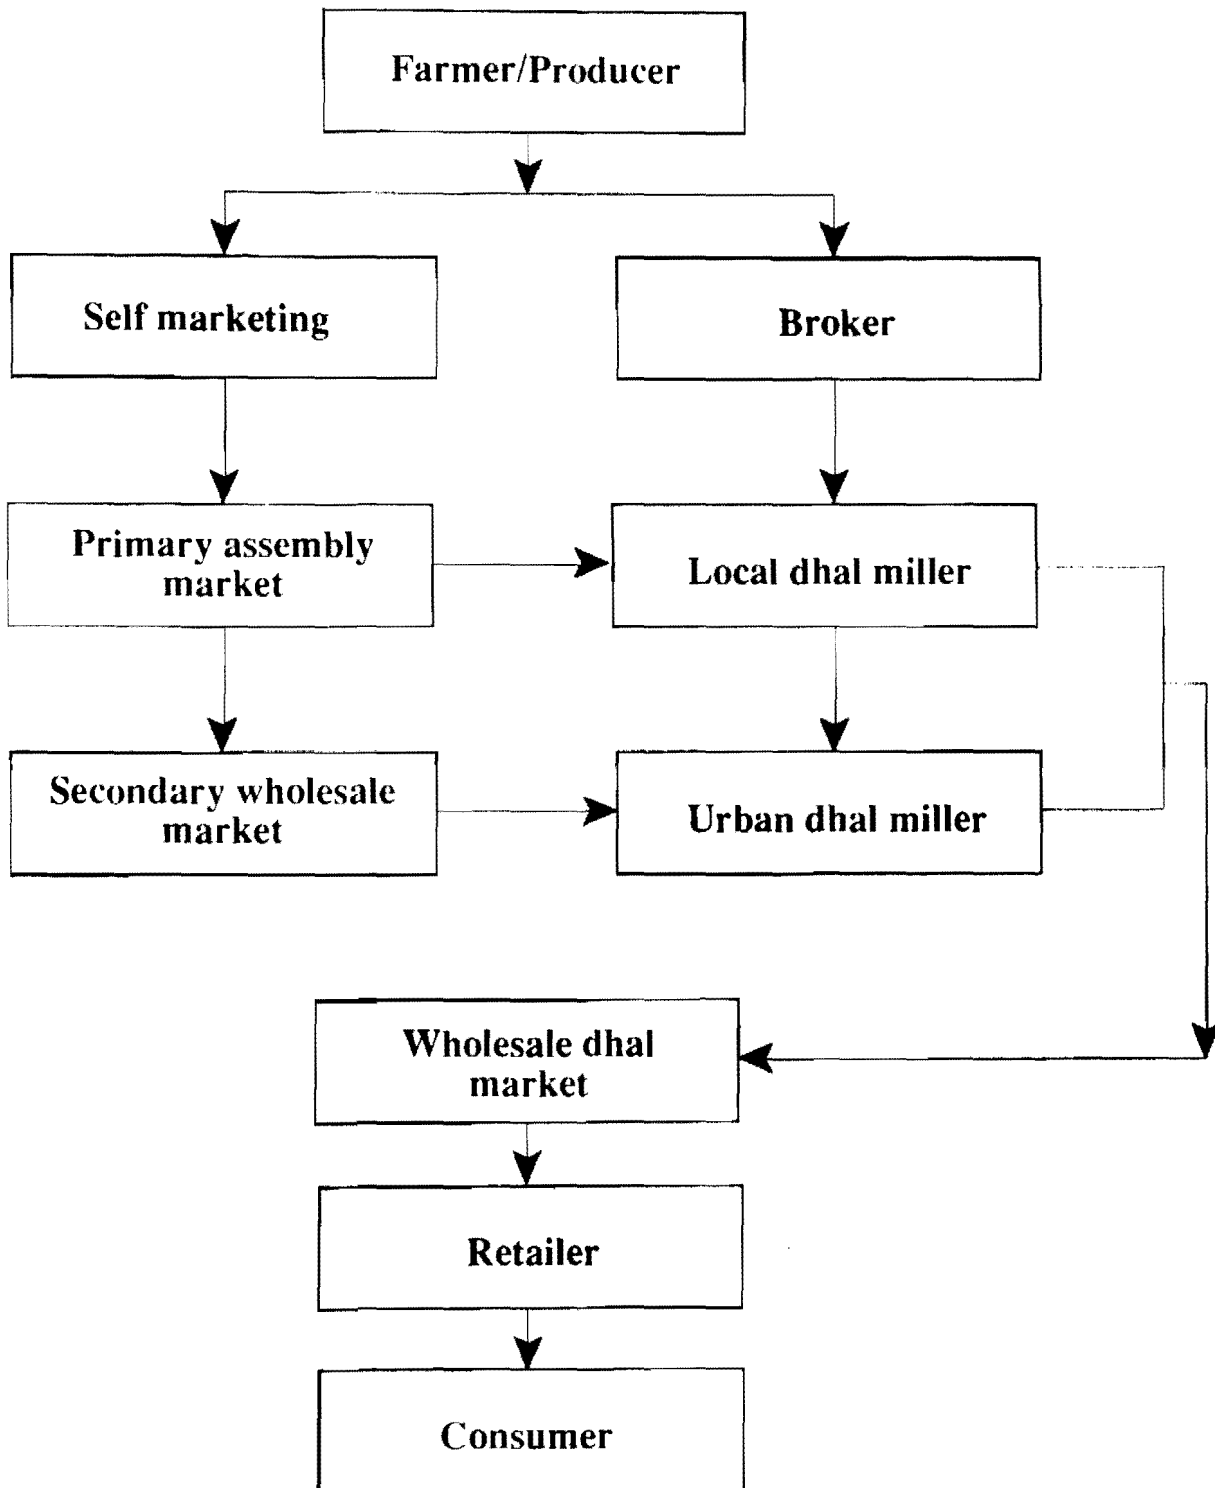 Farmer/Producer
Self marketing
Broker
Primary assembly
market
Local dhal miller
Secondary wholesale
market
Urban dhal miller
Wholesale dhal
market
Retailer
Consumer